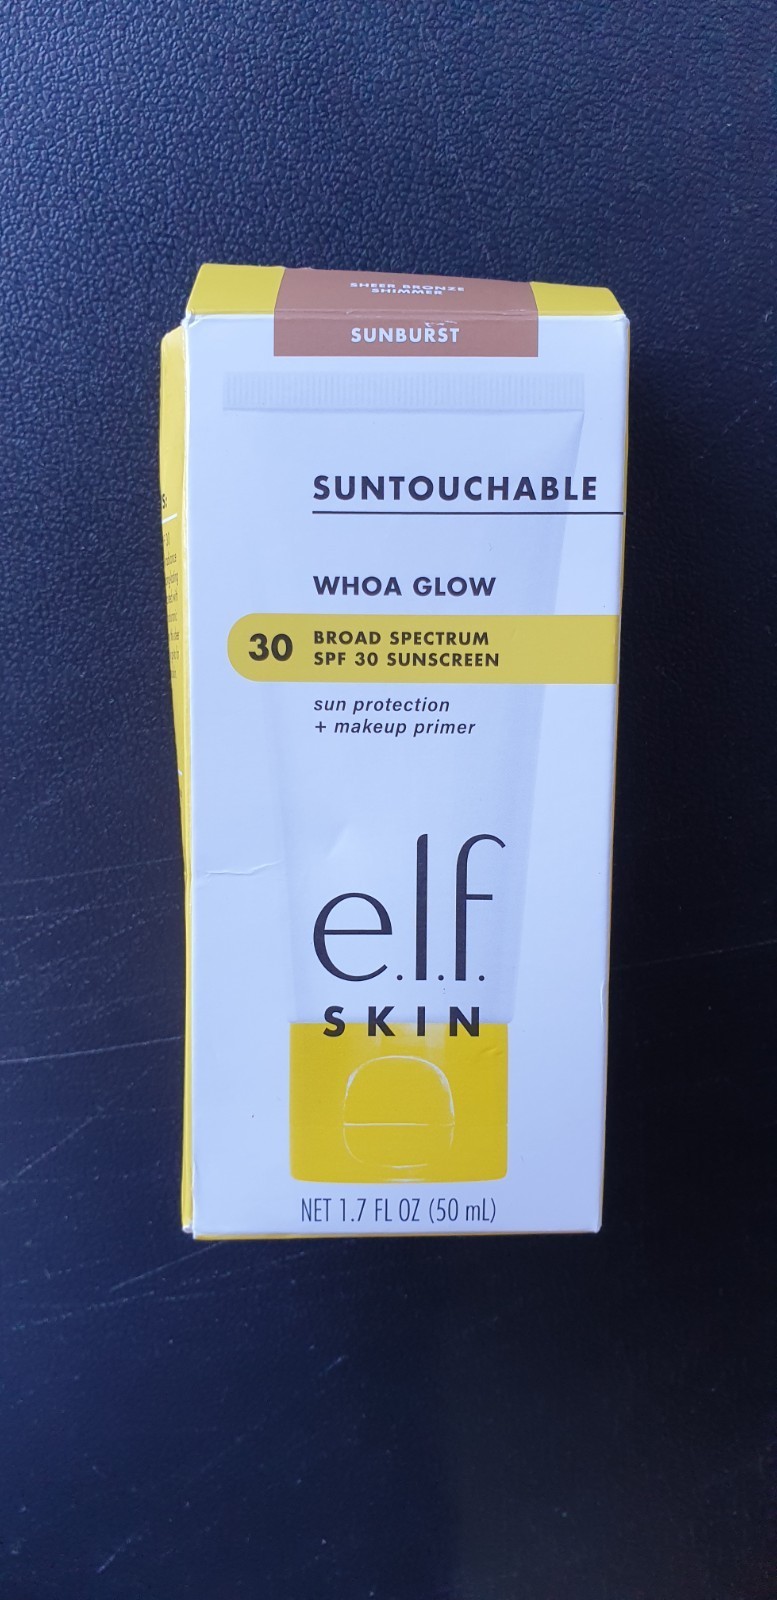 SHEER BRONZE
SHIMMER
SUNBURST
SUNTOUCHABLE
WHOA GLOW
30
BROAD SPECTRUM
SPF 30 SUNSCREEN
sun protection
+ makeup primer
e.l.f.
SKIN
NET 1.7 FL OZ (50 mL)